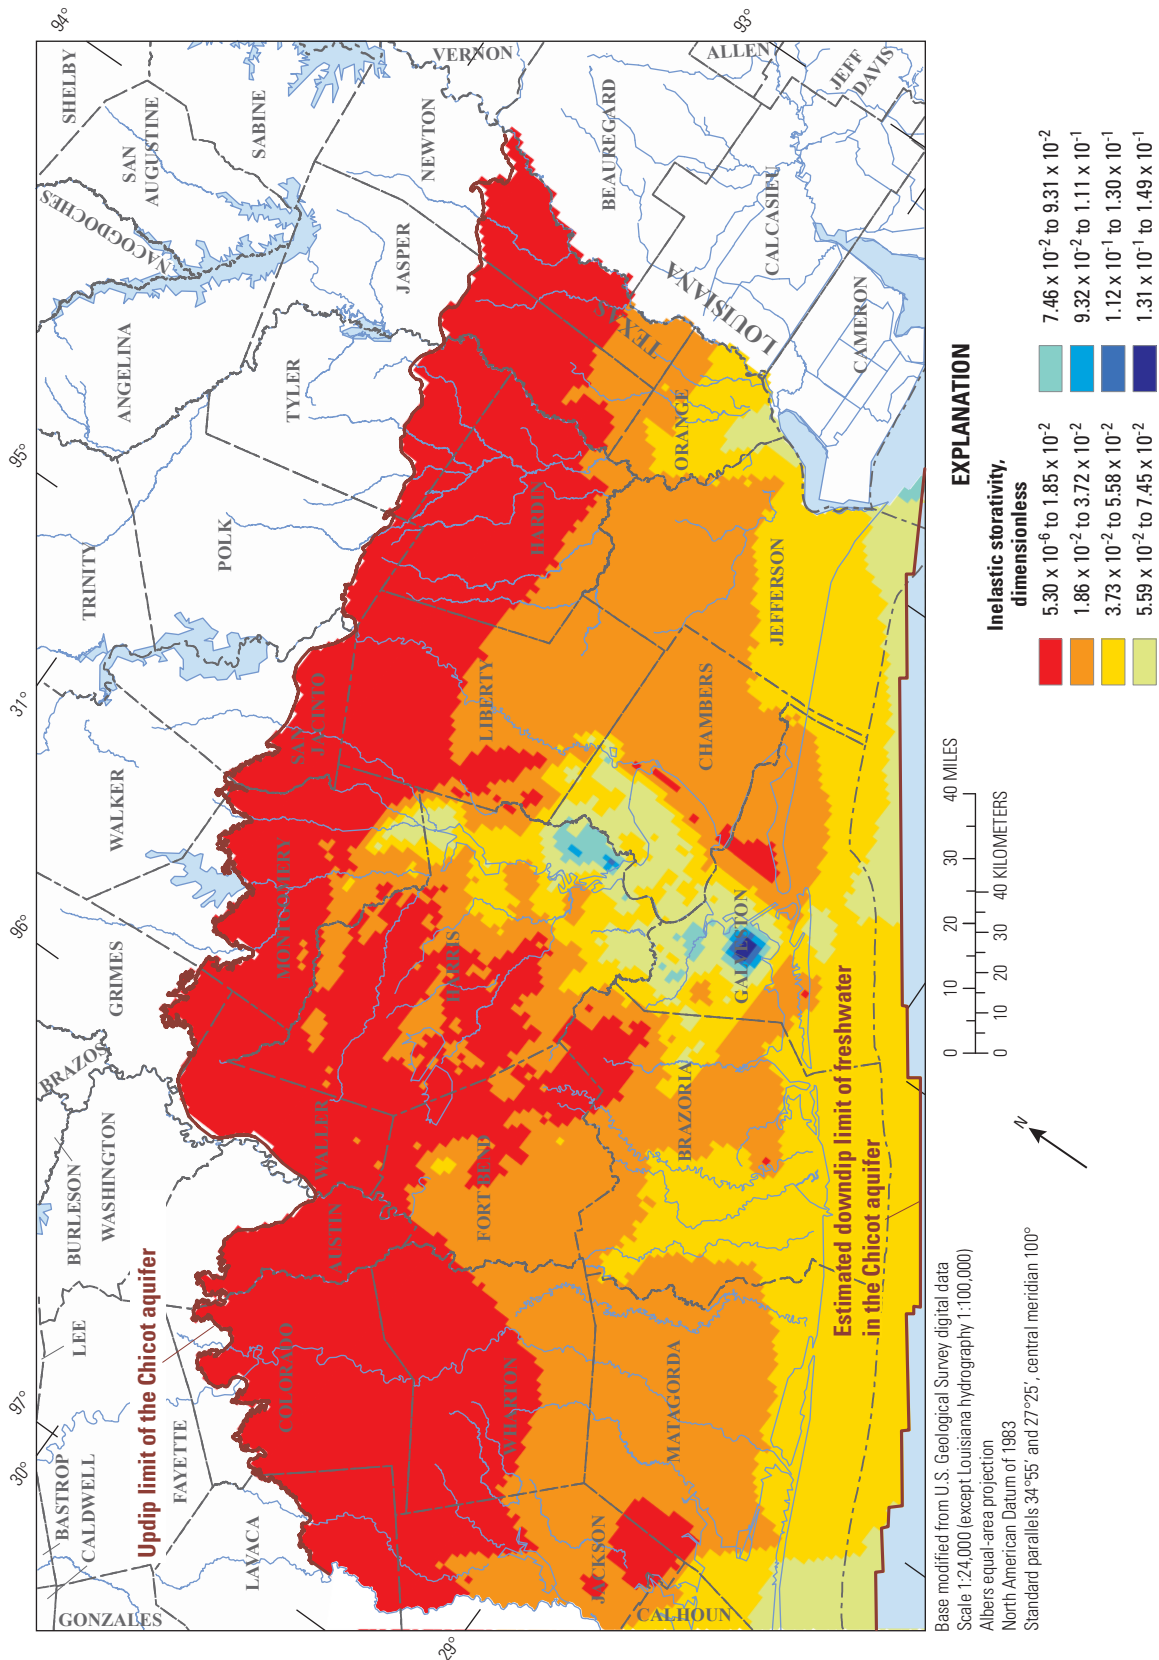 94°
93°
95°
31°
96°
97°
30°
29°
SHELBY
SAN
AUGUSTINE
SABINE
NACOGDOCHES
VERNON
NEWTON
ALLEN
JEFF
DAVIS
BEAUREGARD
CALCASIEU
CAMERON
LOUISIANA
TEXAS
JASPER
ANGELINA
TYLER
ORANGE
TRINITY
POLK
HARDIN
JEFFERSON
SAN
JACINTO
LIBERTY
CHAMBERS
WALKER
MONTGOMERY
HARRIS
GALVESTON
GRIMES
BRAZOS
BURLESON
WASHINGTON
WALLER
AUSTIN
FORT BEND
BRAZORIA
LEE
FAYETTE
COLORADO
WHARTON
MATAGORDA
BASTROP
CALDWELL
LAVACA
GONZALES
JACKSON
CALHOUN
Updip limit of the Chicot aquifer
Estimated downdip limit of freshwater
in the Chicot aquifer
EXPLANATION
Inelastic storativity,
dimensionless
5.30 x 10⁻⁶ to 1.85 x 10⁻²
1.86 x 10⁻² to 3.72 x 10⁻²
3.73 x 10⁻² to 5.58 x 10⁻²
5.59 x 10⁻² to 7.45 x 10⁻²
7.46 x 10⁻² to 9.31 x 10⁻²
9.32 x 10⁻² to 1.11 x 10⁻¹
1.12 x 10⁻¹ to 1.30 x 10⁻¹
1.31 x 10⁻¹ to 1.49 x 10⁻¹
0 10 20 30 40 MILES
0 10 20 30 40 KILOMETERS
N
Base modified from U.S. Geological Survey digital data
Scale 1:24,000 (except Louisiana hydrography 1:100,000)
Albers equal-area projection
North American Datum of 1983
Standard parallels 34°55' and 27°25', central meridian 100°